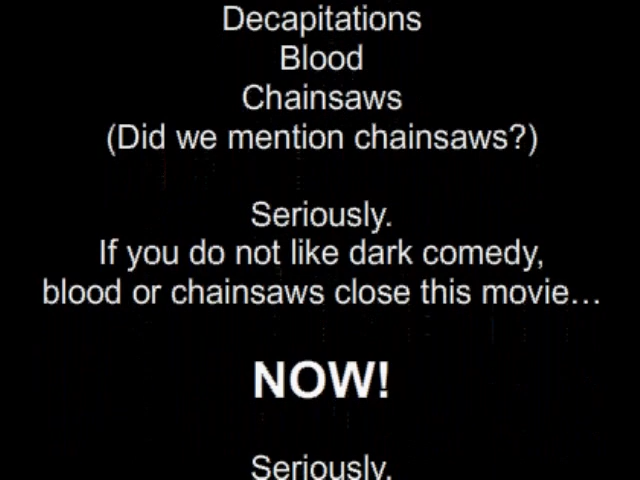 Decapitations
Blood
Chainsaws
(Did we mention chainsaws?)
Seriously.
If you do not like dark comedy,
blood or chainsaws close this movie…
NOW!
Seriously.